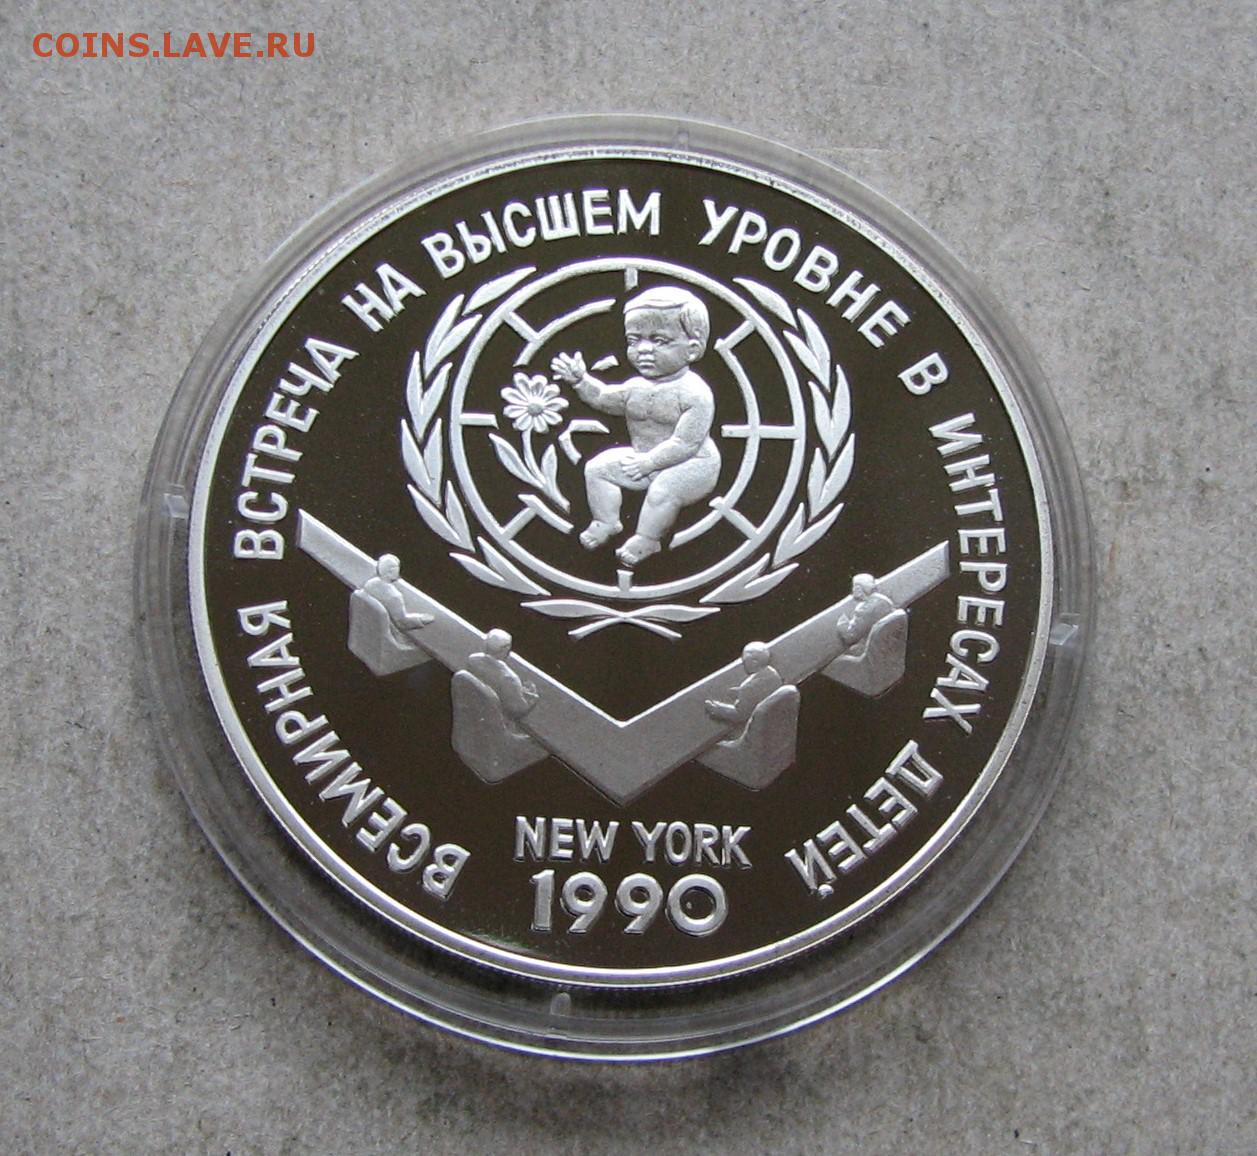 COINS.LAVE.RU
ВСЕМИРНАЯ ВСТРЕЧА НА ВЫСШЕМ УРОВНЕ В ИНТЕРЕСАХ ДЕТЕЙ
NEW YORK
1990